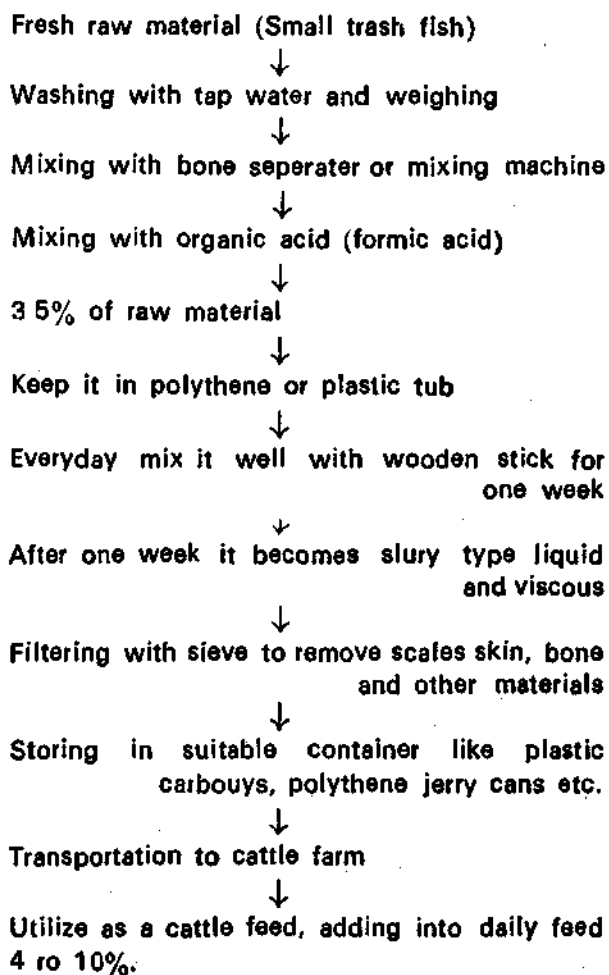 Fresh raw material (Small trash fish)
↓
Washing with tap water and weighing
↓
Mixing with bone seperater or mixing machine
↓
Mixing with organic acid (formic acid)
↓
3 5% of raw material
↓
Keep it in polythene or plastic tub
↓
Everyday mix it well with wooden stick for
one week
↓
After one week it becomes slury type liquid
and viscous
↓
Filtering with sieve to remove scales skin, bone
and other materials
↓
Storing in suitable container like plastic
carbouys, polythene jerry cans etc.
↓
Transportation to cattle farm
↓
Utilize as a cattle feed, adding into daily feed
4 ro 10%.